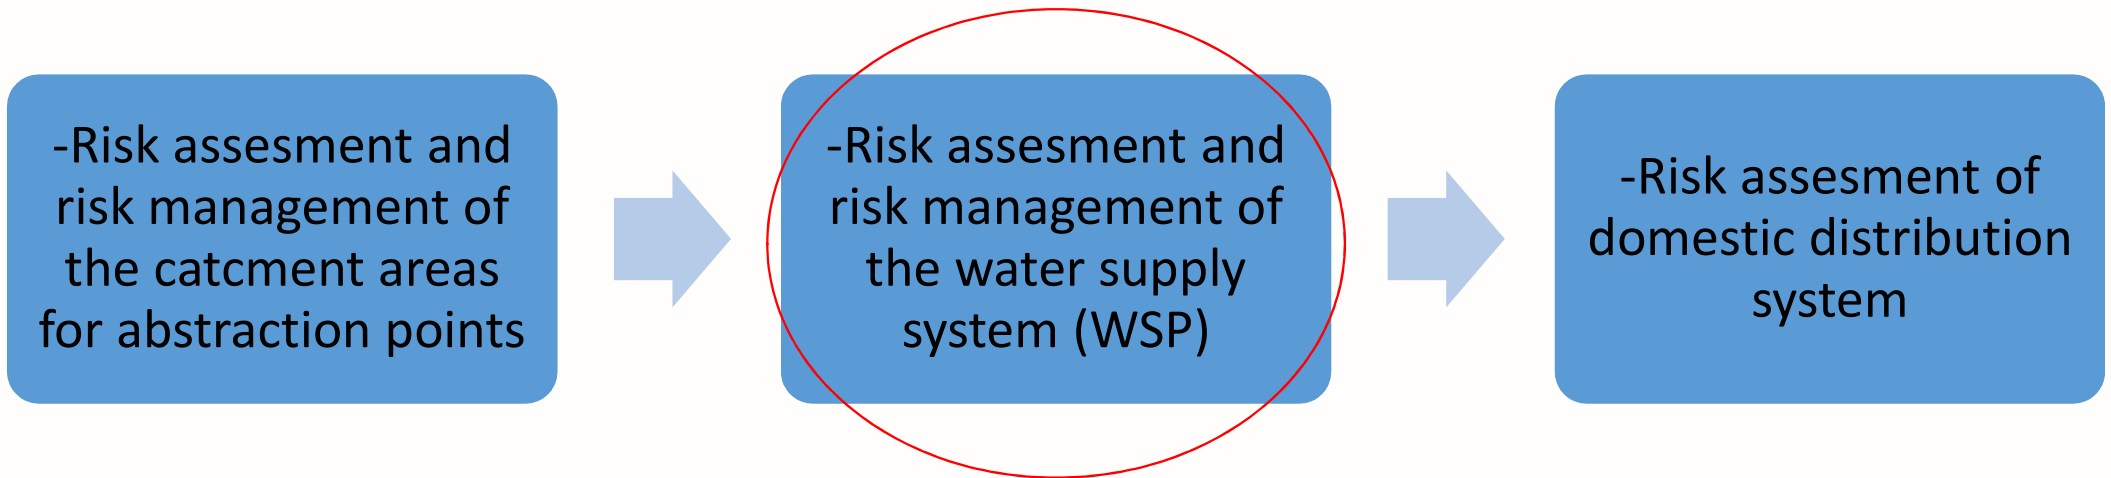 -Risk assesment and
risk management of
the catcment areas
for abstraction points
-Risk assesment and
risk management of
the water supply
system (WSP)
-Risk assesment of
domestic distribution
system